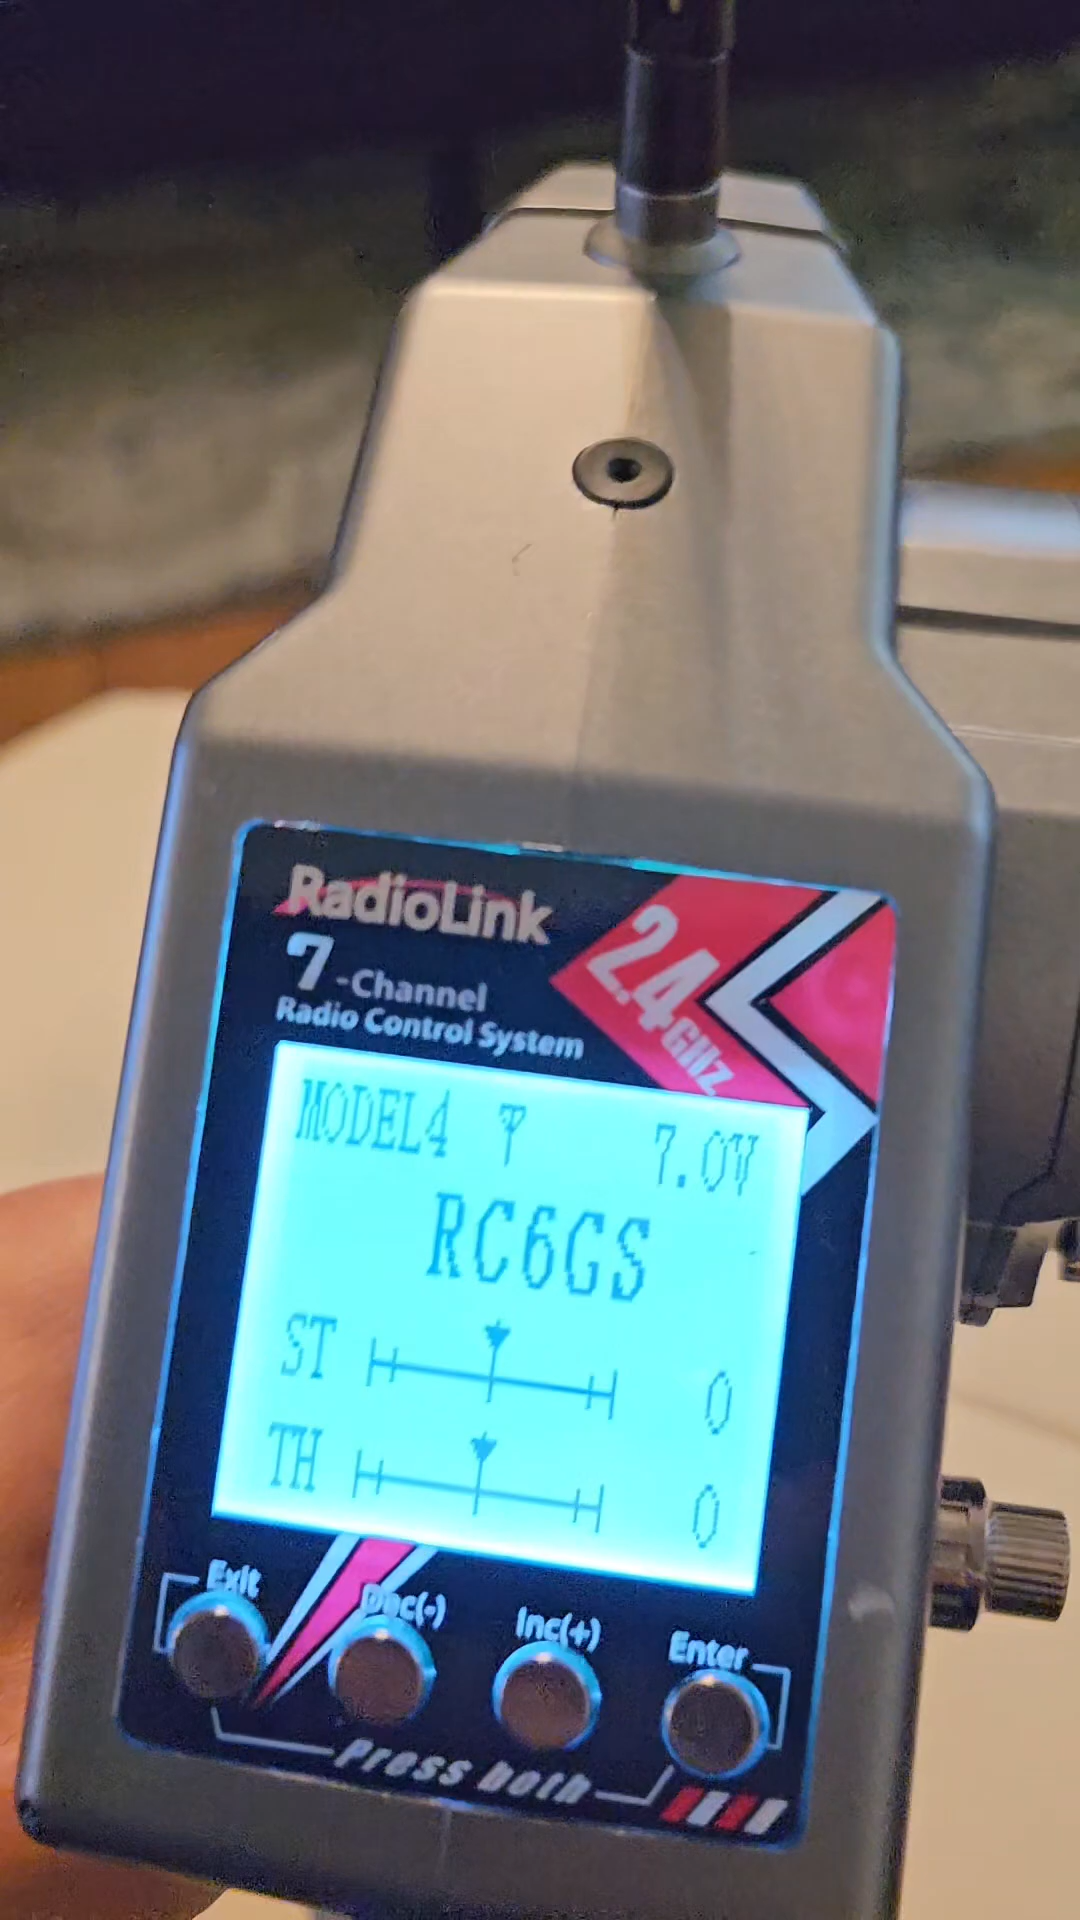 RadioLink
7-Channel
Radio Control System
2.4GHz
MODEL4 7.0V
RC6GS
ST 0
TH 0
Exit Dec(-) Inc(+) Enter
Press both